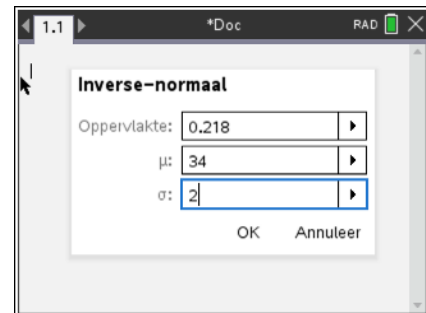 1.1 *Doc RAD
Inverse-normaal
Oppervlakte: 0.218
μ: 34
σ: 2
OK Annuleer